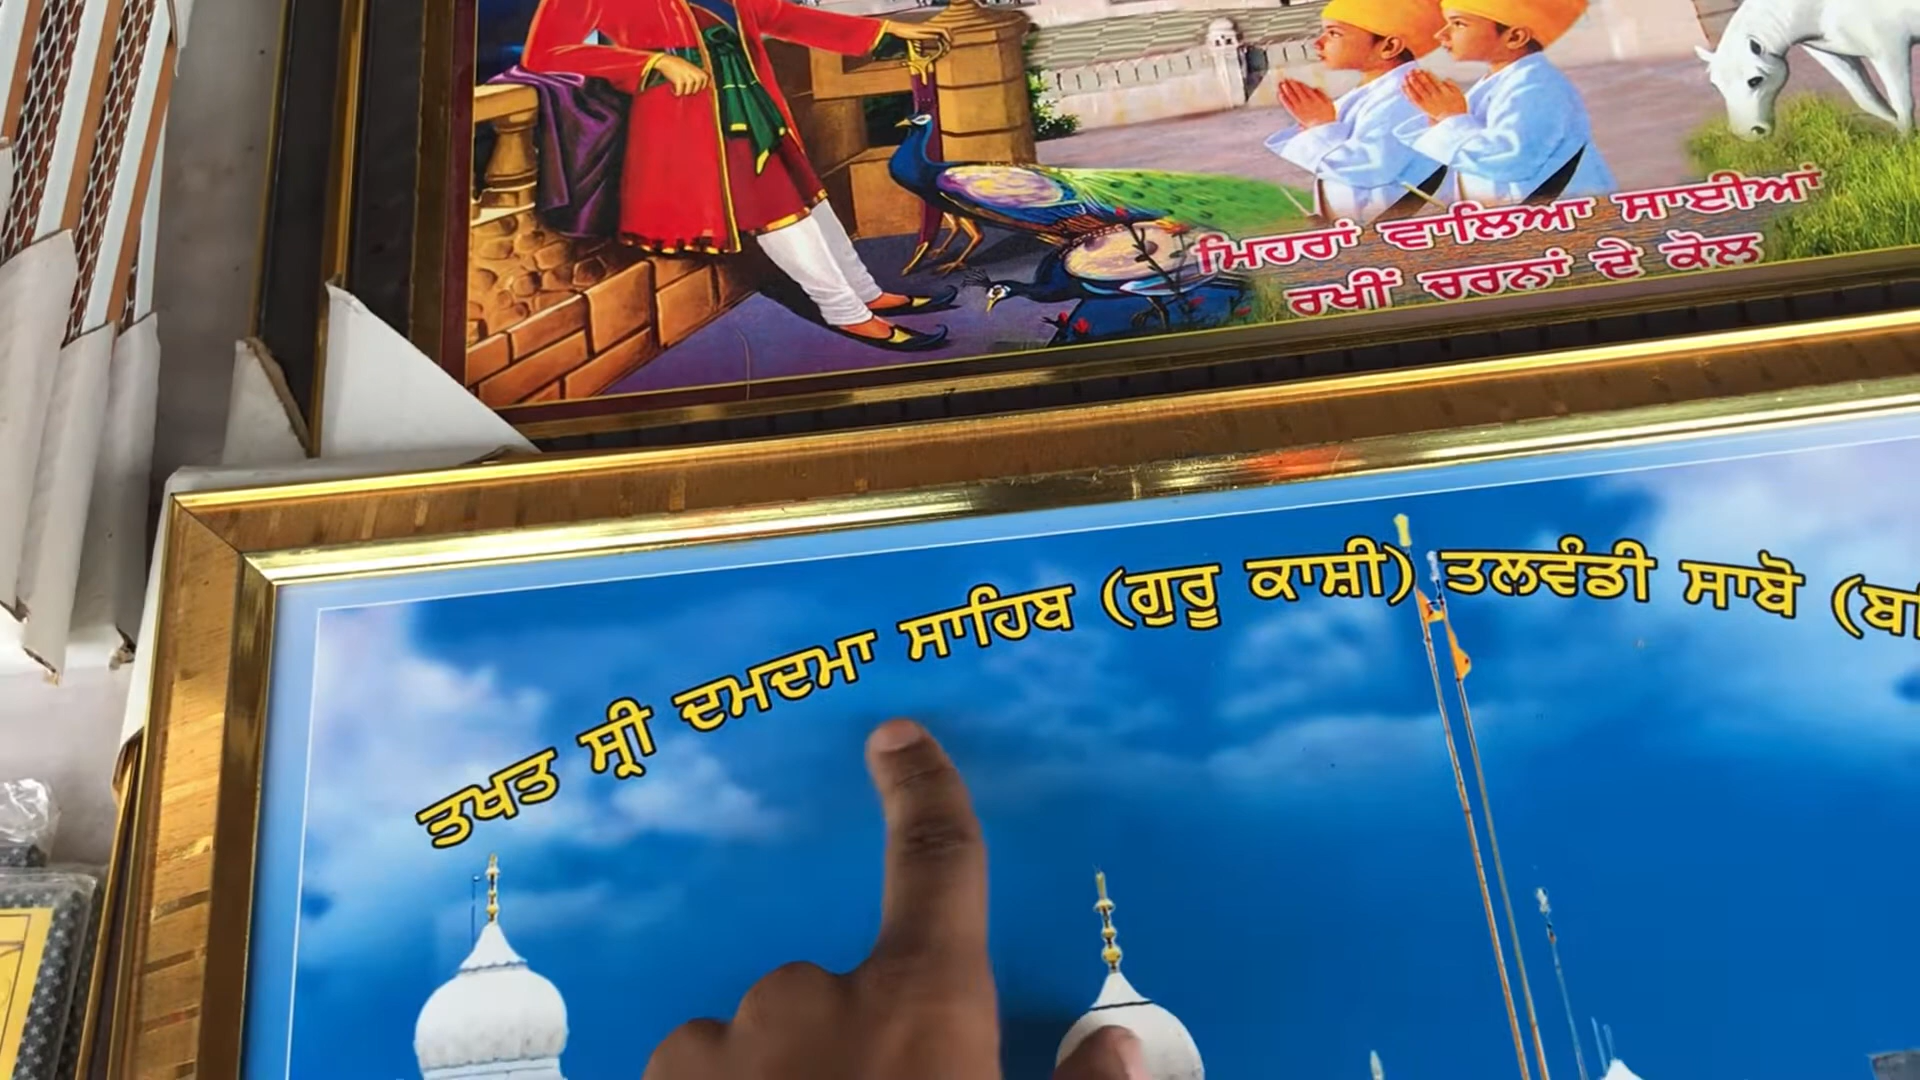 ਮਿਹਰਾਂ ਵਾਲਿਆ ਸਾਈਆਂ
ਰਖੀਂ ਚਰਨਾਂ ਦੇ ਕੋਲ
ਤਖਤ ਸ੍ਰੀ ਦਮਦਮਾ ਸਾਹਿਬ (ਗੁਰੂ ਕਾਸ਼ੀ) ਤਲਵੰਡੀ ਸਾਬੋ